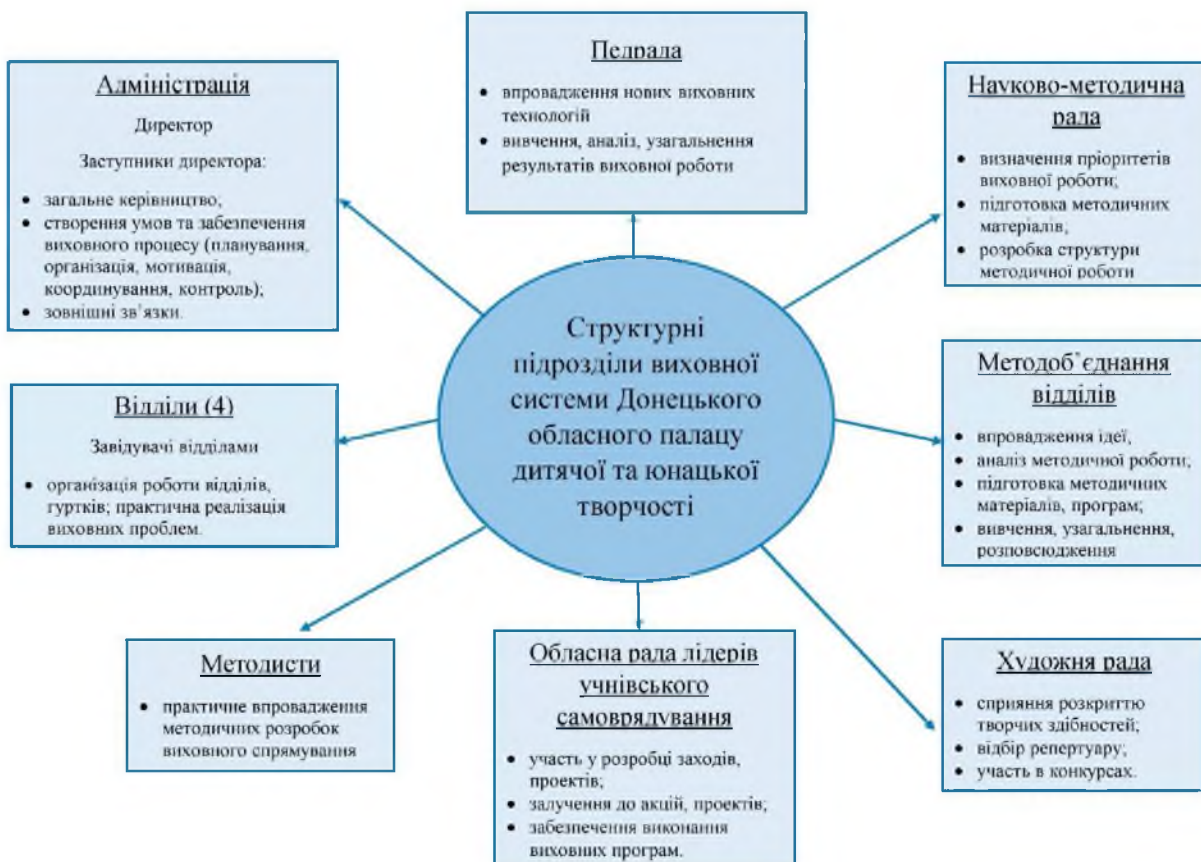 Педрада
• впровадження нових виховних
технологій
• вивчення, аналіз, узагальнення
результатів виховної роботи
Адміністрація
Директор
Заступники директора:
• загальне керівництво;
• створення умов та забезпечення
виховного процесу (планування,
організація, мотивація,
координування, контроль);
• зовнішні зв’язки.
Науково-методична
рада
• визначення пріоритетів
виховної роботи;
• підготовка методичних
матеріалів;
• розробка структури
методичної роботи
Структурні
підрозділи виховної
системи Донецького
обласного палацу
дитячої та юнацької
творчості
Відділи (4)
Завідувачі відділами
• організація роботи відділів,
гуртків; практична реалізація
виховних проблем.
Методоб`єднання
відділів
• впровадження ідеї,
• аналіз методичної роботи;
• підготовка методичних
матеріалів, програм;
• вивчення, узагальнення,
розповсюдження
Методисти
• практичне впровадження
методичних розробок
виховного спрямування
Обласна рада лідерів
учнівського
самоврядування
• участь у розробці заходів,
проектів;
• залучення до акцій, проектів;
• забезпечення виконання
виховних програм.
Художня рада
• сприяння розкриттю
творчих здібностей;
• відбір репертуару;
• участь в конкурсах.